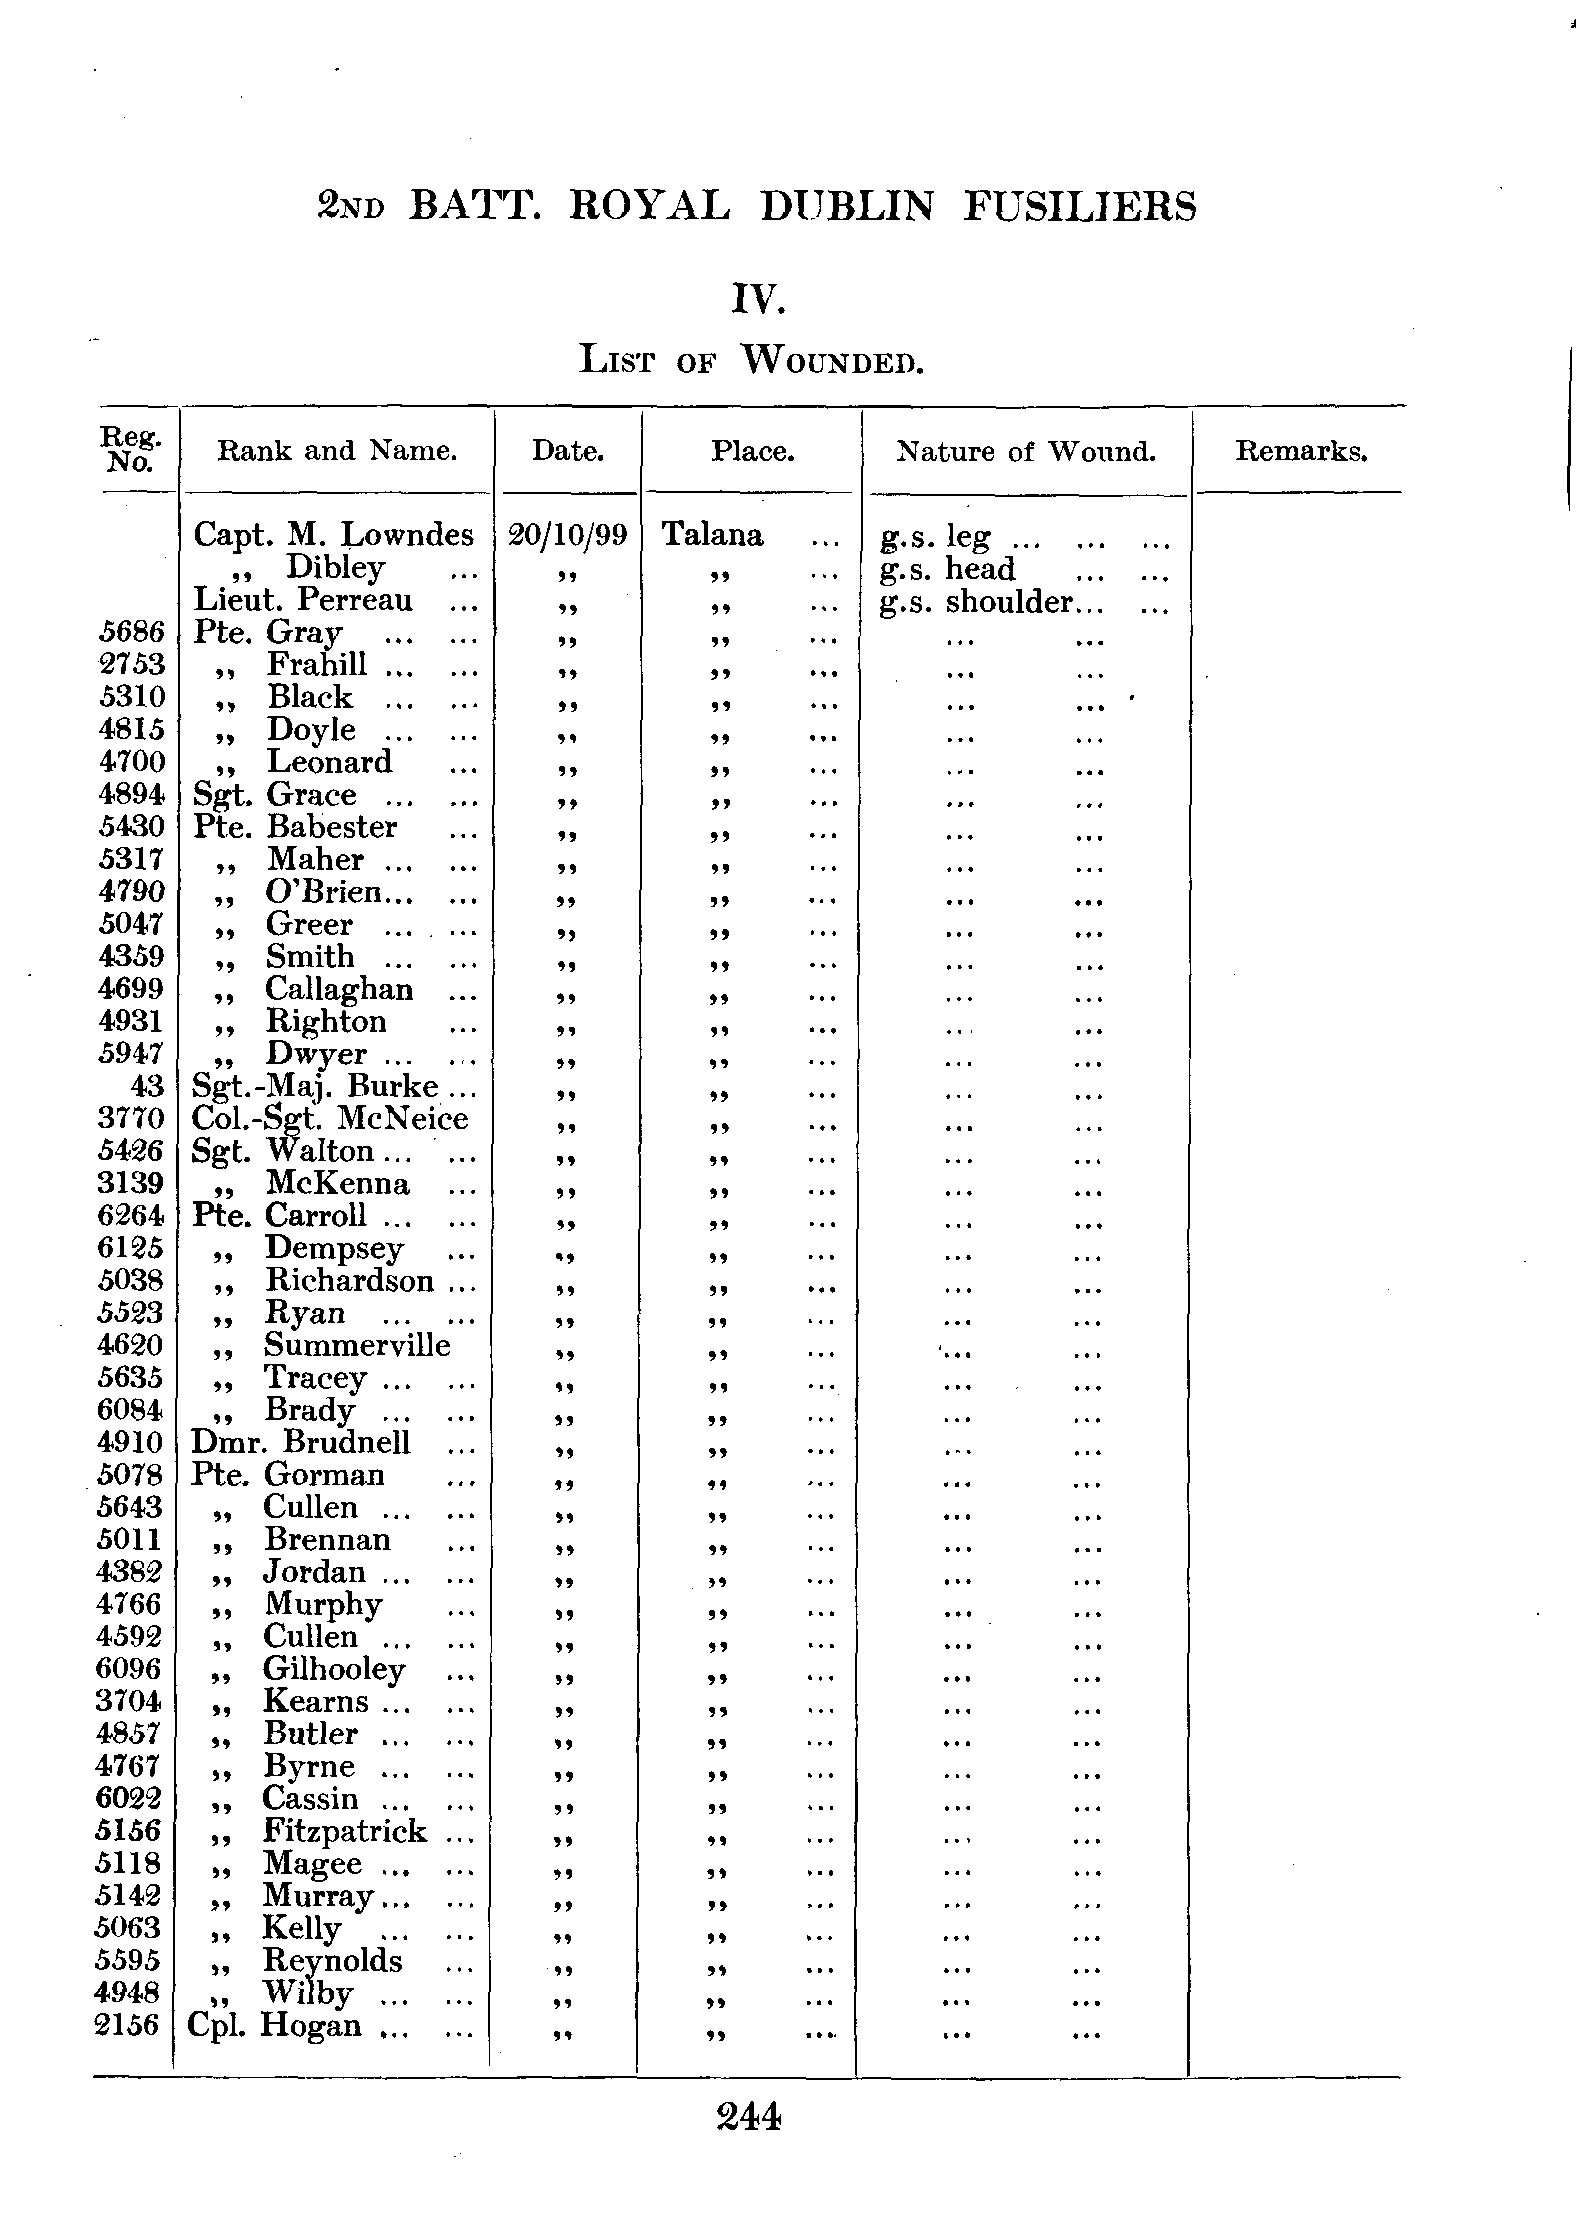 2ND BATT. ROYAL DUBLIN FUSILIERS
IV.
LIST OF WOUNDED.
Reg. No. Rank and Name. Date. Place. Nature of Wound. Remarks.
Capt. M. Lowndes 20/10/99 Talana ... g.s. leg ... ... ...
„ Dibley ... „ „ ... g.s. head ... ...
Lieut. Perreau ... „ „ ... g.s. shoulder... ...
5686 Pte. Gray ... ... „ „ ... ... ...
2753 „ Frahill ... ... „ „ ... ... ...
5310 „ Black ... ... „ „ ... ... ...
4815 „ Doyle ... ... „ „ ... ... ...
4700 „ Leonard ... „ „ ... ... ...
4894 Sgt. Grace ... ... „ „ ... ... ...
5430 Pte. Babester ... „ „ ... ... ...
5317 „ Maher ... ... „ „ ... ... ...
4790 „ O'Brien... ... „ „ ... ... ...
5047 „ Greer ... ... „ „ ... ... ...
4359 „ Smith ... ... „ „ ... ... ...
4699 „ Callaghan ... „ „ ... ... ...
4931 „ Righton ... „ „ ... ... ...
5947 „ Dwyer ... ... „ „ ... ... ...
43 Sgt.-Maj. Burke ... „ „ ... ... ...
3770 Col.-Sgt. McNeice „ „ ... ... ...
5426 Sgt. Walton ... ... „ „ ... ... ...
3139 „ McKenna ... „ „ ... ... ...
6264 Pte. Carroll ... ... „ „ ... ... ...
6125 „ Dempsey ... „ „ ... ... ...
5038 „ Richardson ... „ „ ... ... ...
5523 „ Ryan ... ... „ „ ... ... ...
4620 „ Summerville „ „ ... ... ...
5635 „ Tracey ... ... „ „ ... ... ...
6084 „ Brady ... ... „ „ ... ... ...
4910 Dmr. Brudnell ... „ „ ... ... ...
5078 Pte. Gorman ... „ „ ... ... ...
5643 „ Cullen ... ... „ „ ... ... ...
5011 „ Brennan ... „ „ ... ... ...
4382 „ Jordan ... ... „ „ ... ... ...
4766 „ Murphy ... „ „ ... ... ...
4592 „ Cullen ... ... „ „ ... ... ...
6096 „ Gilhooley ... „ „ ... ... ...
3704 „ Kearns ... ... „ „ ... ... ...
4857 „ Butler ... ... „ „ ... ... ...
4767 „ Byrne ... ... „ „ ... ... ...
6022 „ Cassin ... ... „ „ ... ... ...
5156 „ Fitzpatrick ... „ „ ... ... ...
5118 „ Magee ... ... „ „ ... ... ...
5142 „ Murray... ... „ „ ... ... ...
5063 „ Kelly ... ... „ „ ... ... ...
5595 „ Reynolds ... „ „ ... ... ...
4948 „ Wilby ... ... „ „ ... ... ...
2156 Cpl. Hogan ... ... „ „ ... ... ...
244